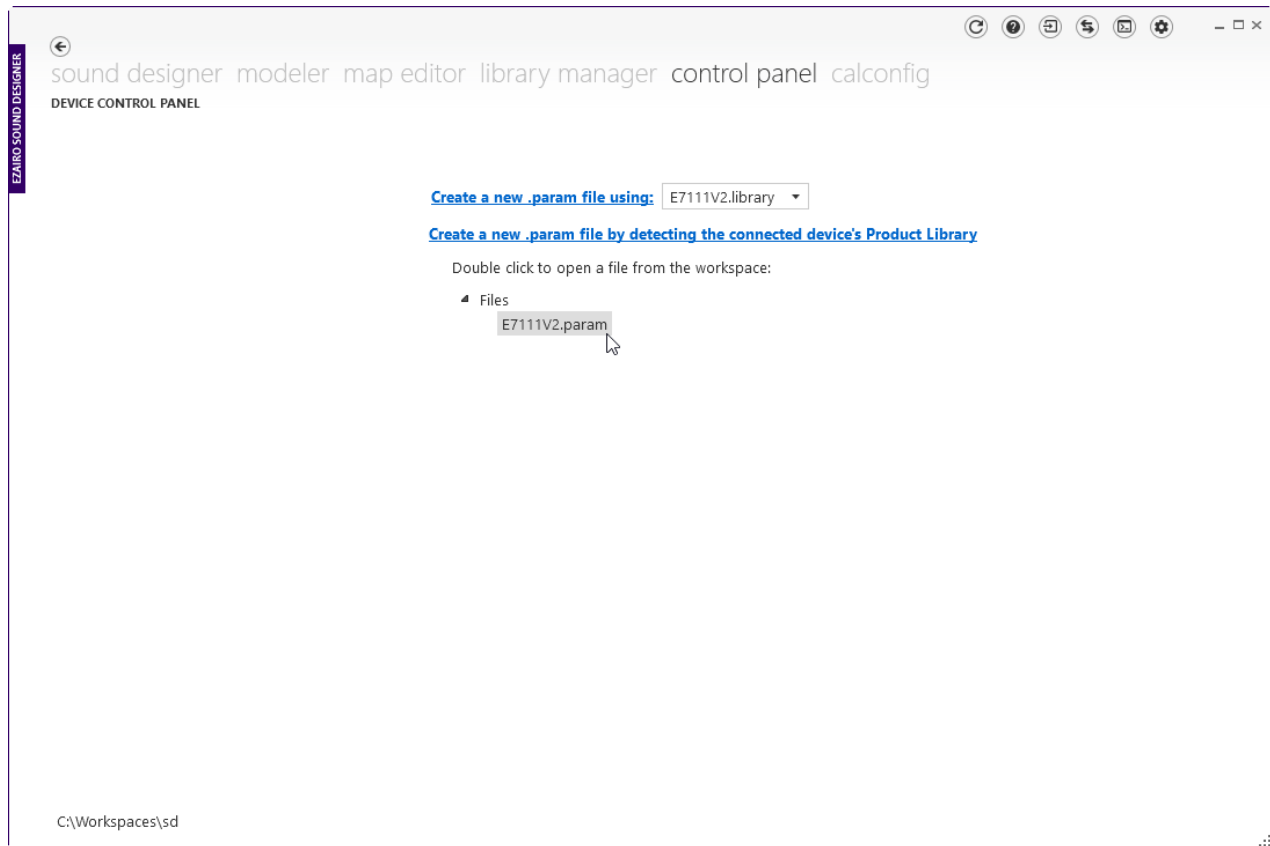 EZAIRO SOUND DESIGNER
sound designer modeler map editor library manager control panel calconfig
DEVICE CONTROL PANEL
Create a new .param file using: E7111V2.library
Create a new .param file by detecting the connected device's Product Library
Double click to open a file from the workspace:
Files
E7111V2.param
C:\Workspaces\sd